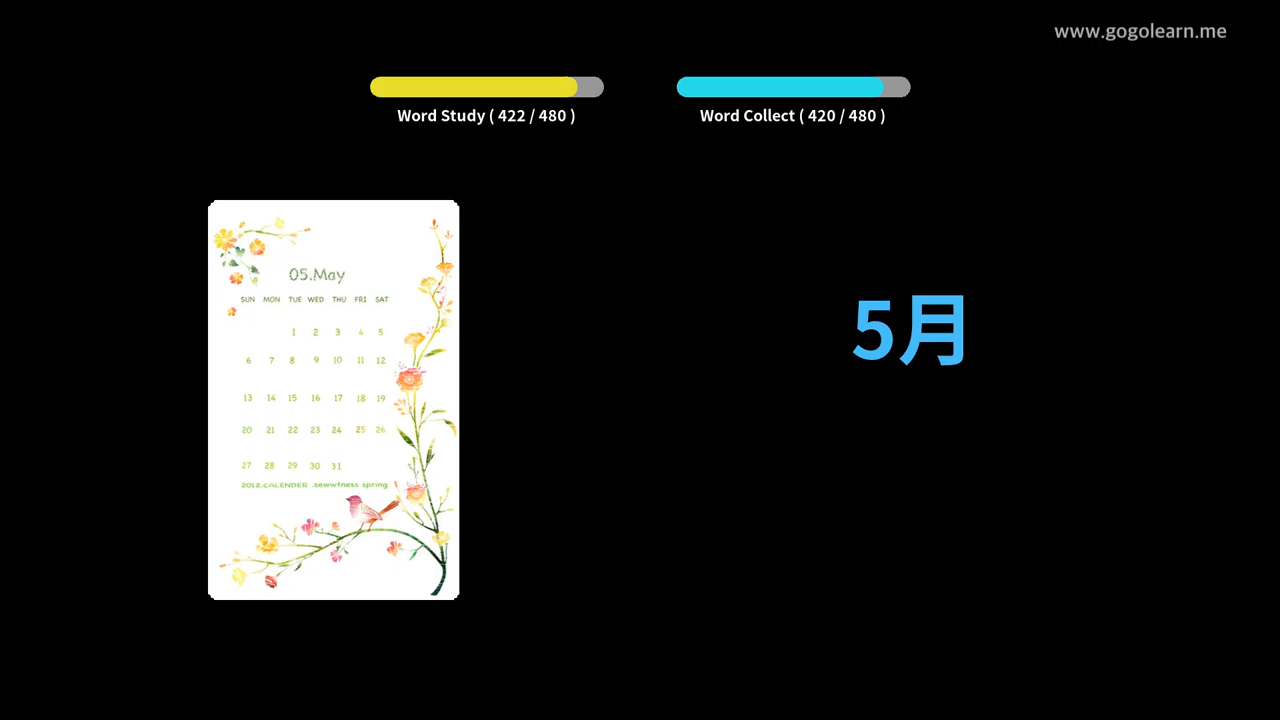 www.gogolearn.me
Word Study ( 422 / 480 )
Word Collect ( 420 / 480 )
05.May
SUN MON TUE WED THU FRI SAT
1 2 3 4 5
6 7 8 9 10 11 12
13 14 15 16 17 18 19
20 21 22 23 24 25 26
27 28 29 30 31
2012.CALENDER .sewwtness spring
5月